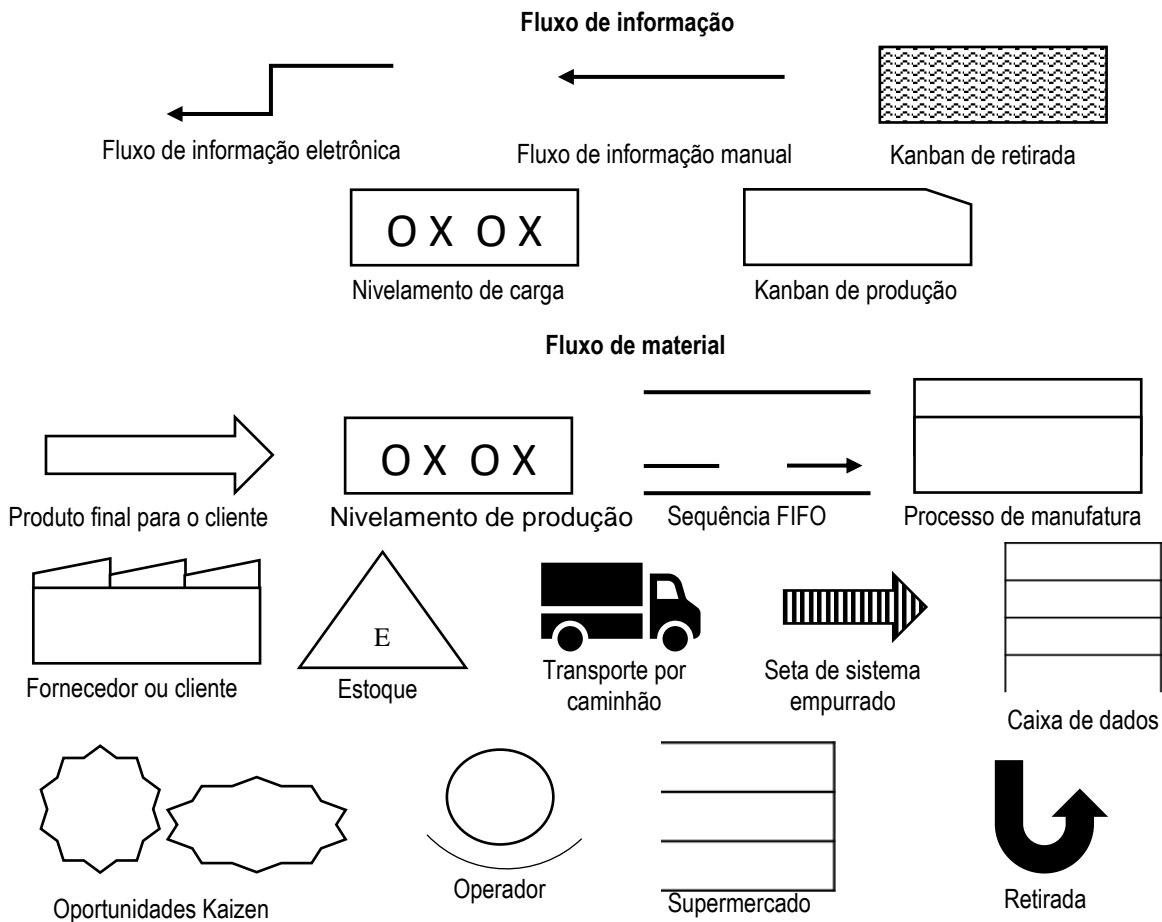 Fluxo de informação
Fluxo de informação eletrônica
Fluxo de informação manual
Kanban de retirada
O X O X
Nivelamento de carga
Kanban de produção
Fluxo de material
O X O X
Produto final para o cliente
Nivelamento de produção
Sequência FIFO
Processo de manufatura
E
Fornecedor ou cliente
Estoque
Transporte por
caminhão
Seta de sistema
empurrado
Caixa de dados
Oportunidades Kaizen
Operador
Supermercado
Retirada